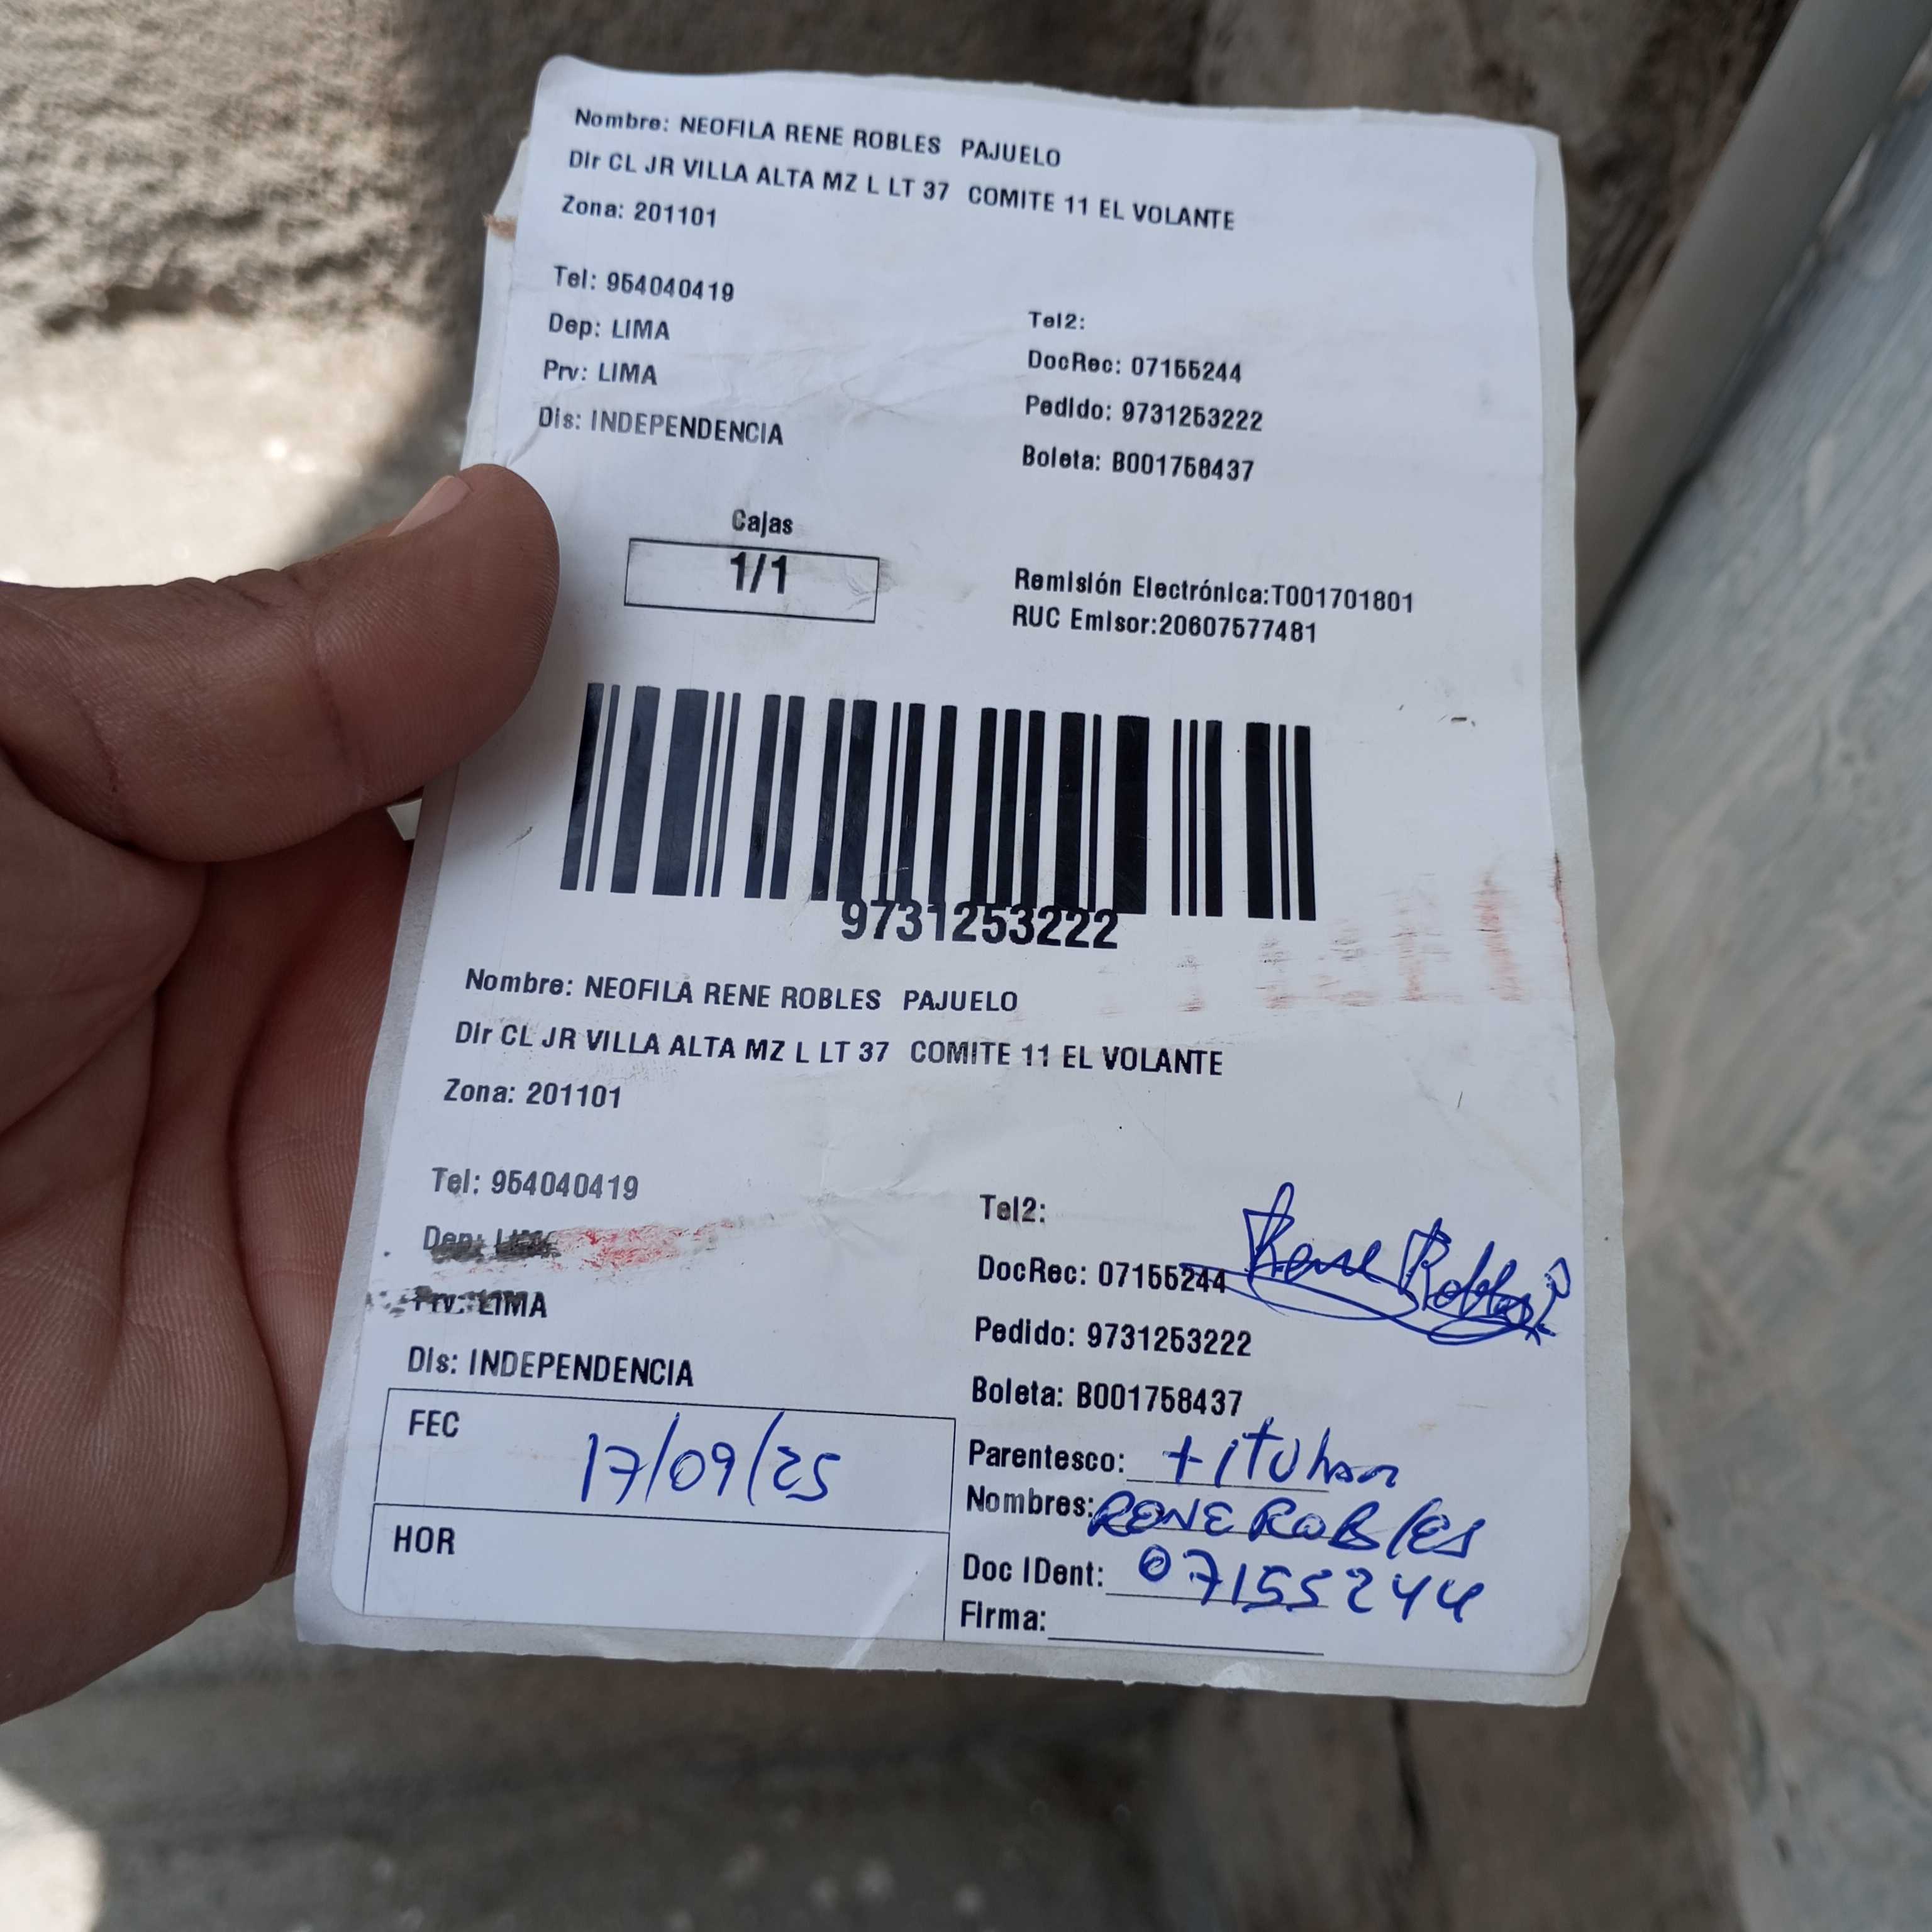 Nombre: NEOFILA RENE ROBLES PAJUELO
Dir CL JR VILLA ALTA MZ L LT 37 COMITE 11 EL VOLANTE
Zona: 201101
Tel: 954040419
Dep: LIMA
Prv: LIMA
Dis: INDEPENDENCIA
Tel2:
DocRec: 07155244
Pedido: 9731253222
Boleta: B001758437
Cajas
1/1
Remisión Electrónica:T001701801
RUC Emisor:20607577481
9731253222
Nombre: NEOFILA RENE ROBLES PAJUELO
Dir CL JR VILLA ALTA MZ L LT 37 COMITE 11 EL VOLANTE
Zona: 201101
Tel: 954040419
Dep: LIMA
Prv: LIMA
Dis: INDEPENDENCIA
Tel2:
Rene Robles
DocRec: 07155244
Pedido: 9731253222
Boleta: B001758437
FEC 17/09/25
HOR
Parentesco: titular
Nombres: RENE ROBles
Doc IDent: 07155244
Firma: